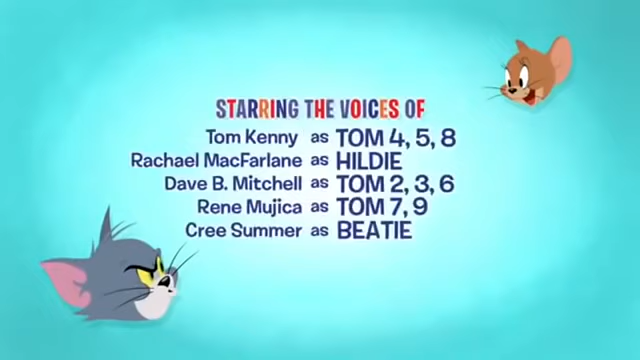 STARRING THE VOICES OF
Tom Kenny as TOM 4, 5, 8
Rachael MacFarlane as HILDIE
Dave B. Mitchell as TOM 2, 3, 6
Rene Mujica as TOM 7, 9
Cree Summer as BEATIE